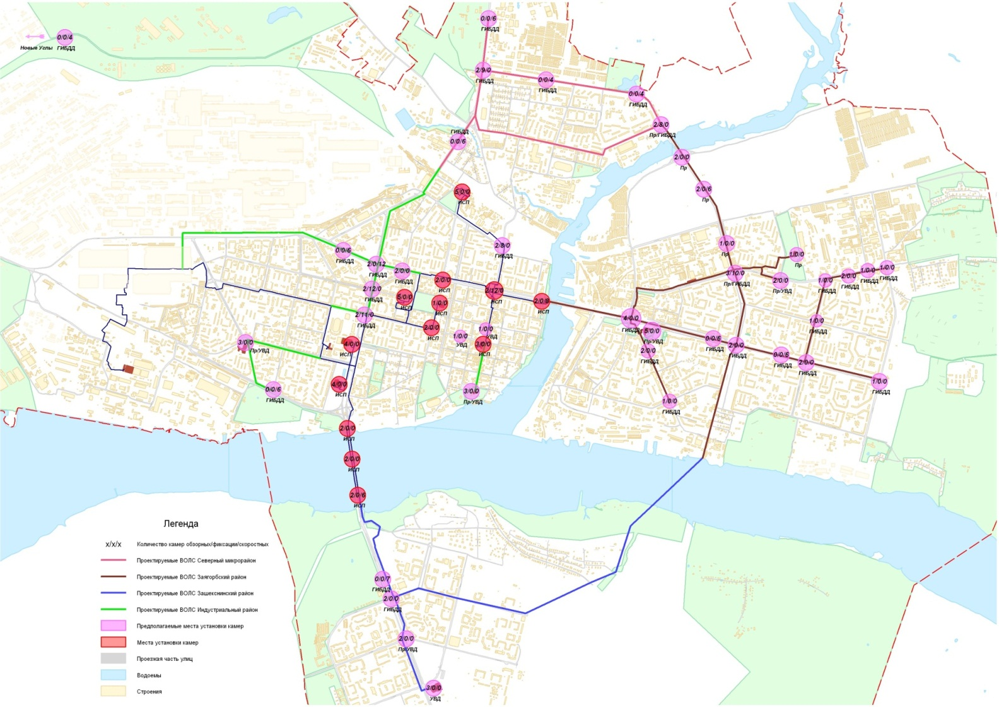 0/0/6
ГИБДД
0/0/4
Новые Углы
ГИБДД
2/9/0
ГИБДД
0/0/4
ГИБДД
0/0/4
ГИБДД
2/8/0
Пр/ГИБДД
ГИБДД
0/0/6
2/0/0
Пр
2/0/6
Пр
5/0/0
ИСП
2/8/0
ГИБДД
1/0/0
Пр
0/0/6
ГИБДД
1/0/0
Пр
2/0/12
ГИБДД
2/0/0
ГИБДД
2/0/0
ИСП
3/10/0
Пр/ГИБДД
2/0/0
Пр/УВД
1/0/0
ГИБДД
2/0/0
ГИБДД
1/0/0
ГИБДД
1/0/0
ГИБДД
2/12/0
ГИБДД
5/0/0
ИСП
1/0/0
ИСП
2/12/0
ИСП
2/0/8
ИСП
2/11/0
ГИБДД
2/0/0
ИСП
4/0/0
ГИБДД
1/0/0
ГИБДД
5/0/0
Пр/УВД
1/0/0
УВД
1/0/0
УВД
3/0/0
Пр/УВД
4/0/0
ИСП
3/0/0
ИСП
2/0/0
ГИБДД
0/0/6
ГИБДД
2/0/0
ГИБДД
0/0/6
ГИБДД
2/0/0
ГИБДД
1/0/0
ГИБДД
0/0/6
ГИБДД
4/0/0
ИСП
3/0/0
Пр/УВД
1/0/0
ГИБДД
2/0/0
ИСП
2/0/0
ИСП
2/0/6
ИСП
0/0/7
ГИБДД
2/0/0
ГИБДД
2/0/0
Пр/УВД
3/0/0
УВД
Легенда
x/x/x Количество камер обзорных/фиксации/скоростных
Проектируемые ВОЛС Северный микрорайон
Проектируемые ВОЛС Заягорбский район
Проектируемые ВОЛС Зашекснинский район
Проектируемые ВОЛС Индустриальный район
Предполагаемые места установки камер
Места установки камер
Проезжая часть улиц
Водоемы
Строения